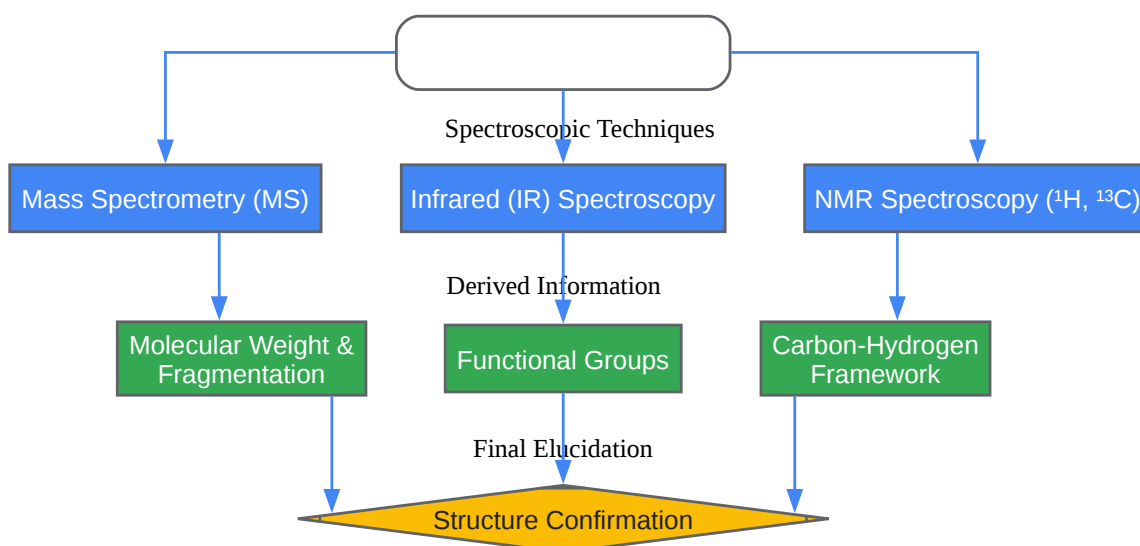 Spectroscopic Techniques
Mass Spectrometry (MS)
Infrared (IR) Spectroscopy
NMR Spectroscopy (¹H, ¹³C)
Derived Information
Molecular Weight &
Fragmentation
Functional Groups
Carbon-Hydrogen
Framework
Final Elucidation
Structure Confirmation